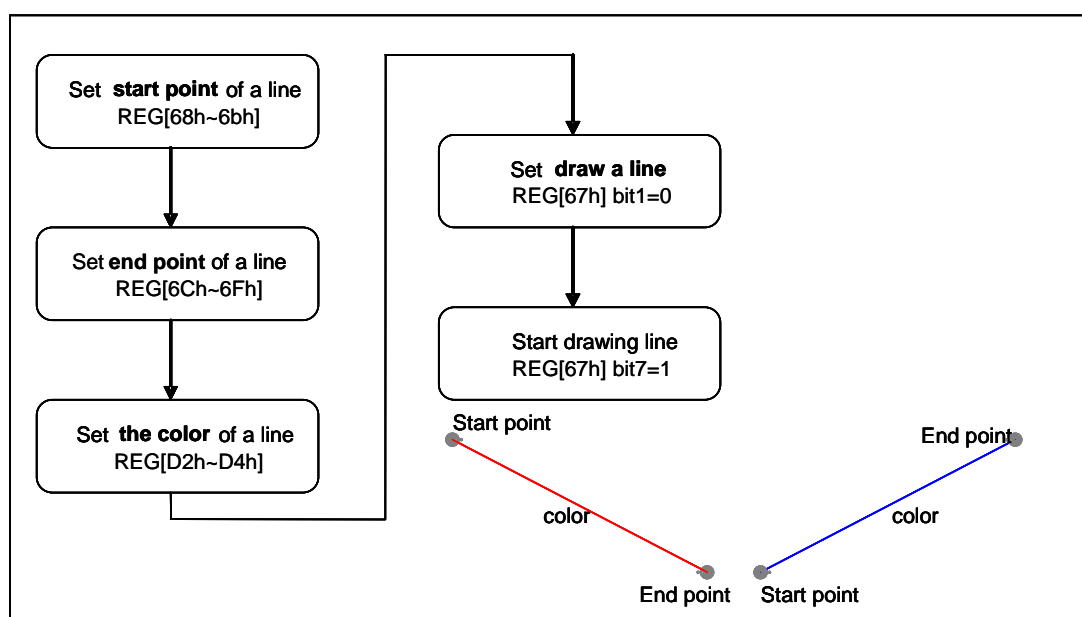 Set start point of a line
REG[68h~6bh]
Set end point of a line
REG[6Ch~6Fh]
Set the color of a line
REG[D2h~D4h]
Set draw a line
REG[67h] bit1=0
Start drawing line
REG[67h] bit7=1
Start point
color
End point
End point
color
Start point